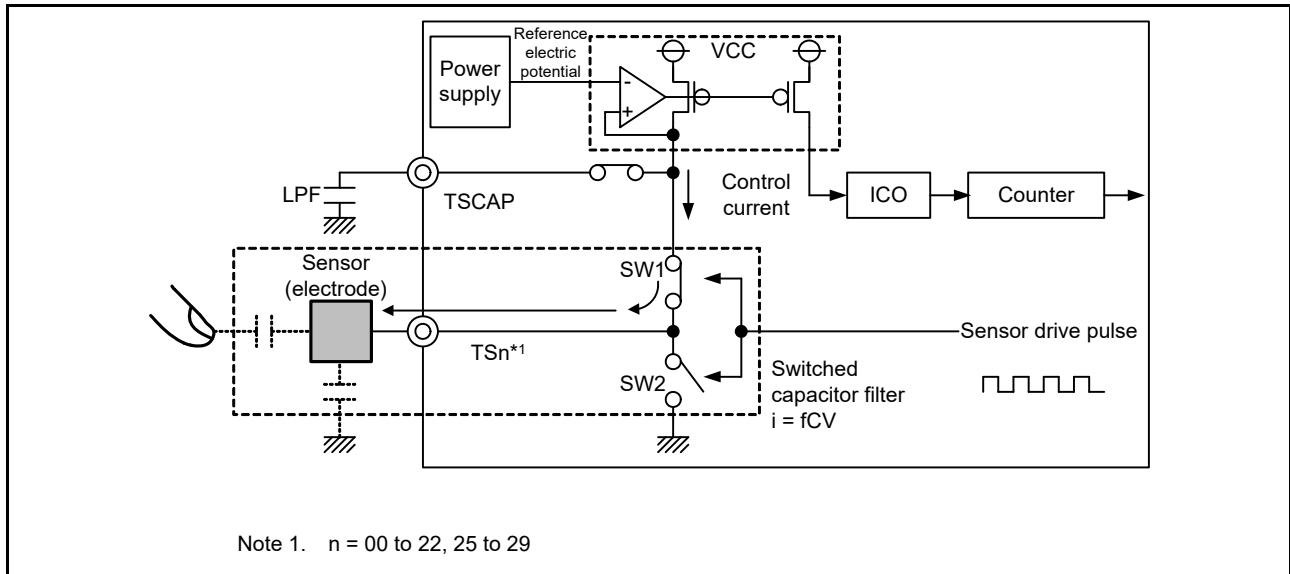 Reference
electric
potential
VCC
Power
supply
-
+
LPF
TSCAP
Control
current
ICO
Counter
Sensor
(electrode)
SW1
TSn*1
Sensor drive pulse
SW2
Switched
capacitor filter
i = fCV
Note 1. n = 00 to 22, 25 to 29